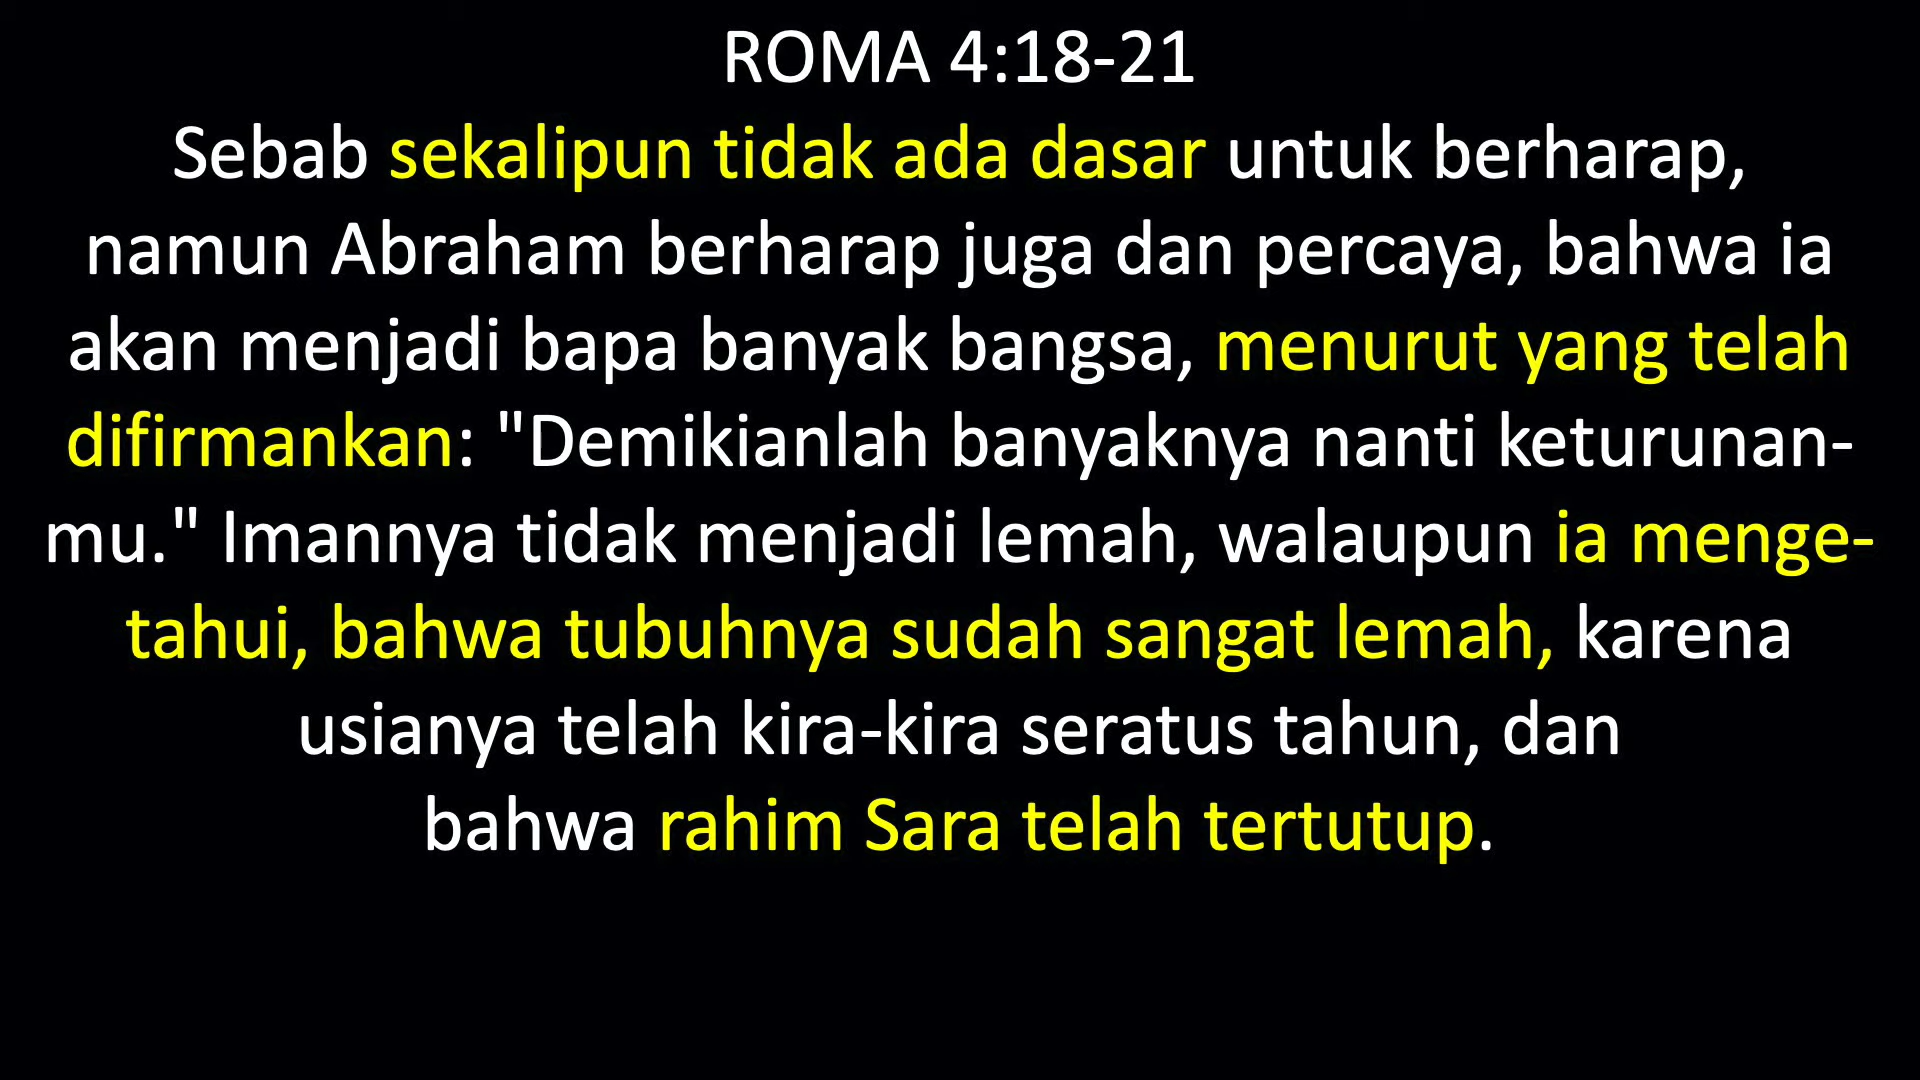 ROMA 4:18-21
Sebab sekalipun tidak ada dasar untuk berharap,
namun Abraham berharap juga dan percaya, bahwa ia
akan menjadi bapa banyak bangsa, menurut yang telah
difirmankan: "Demikianlah banyaknya nanti keturunan-
mu." Imannya tidak menjadi lemah, walaupun ia menge-
tahui, bahwa tubuhnya sudah sangat lemah, karena
usianya telah kira-kira seratus tahun, dan
bahwa rahim Sara telah tertutup.